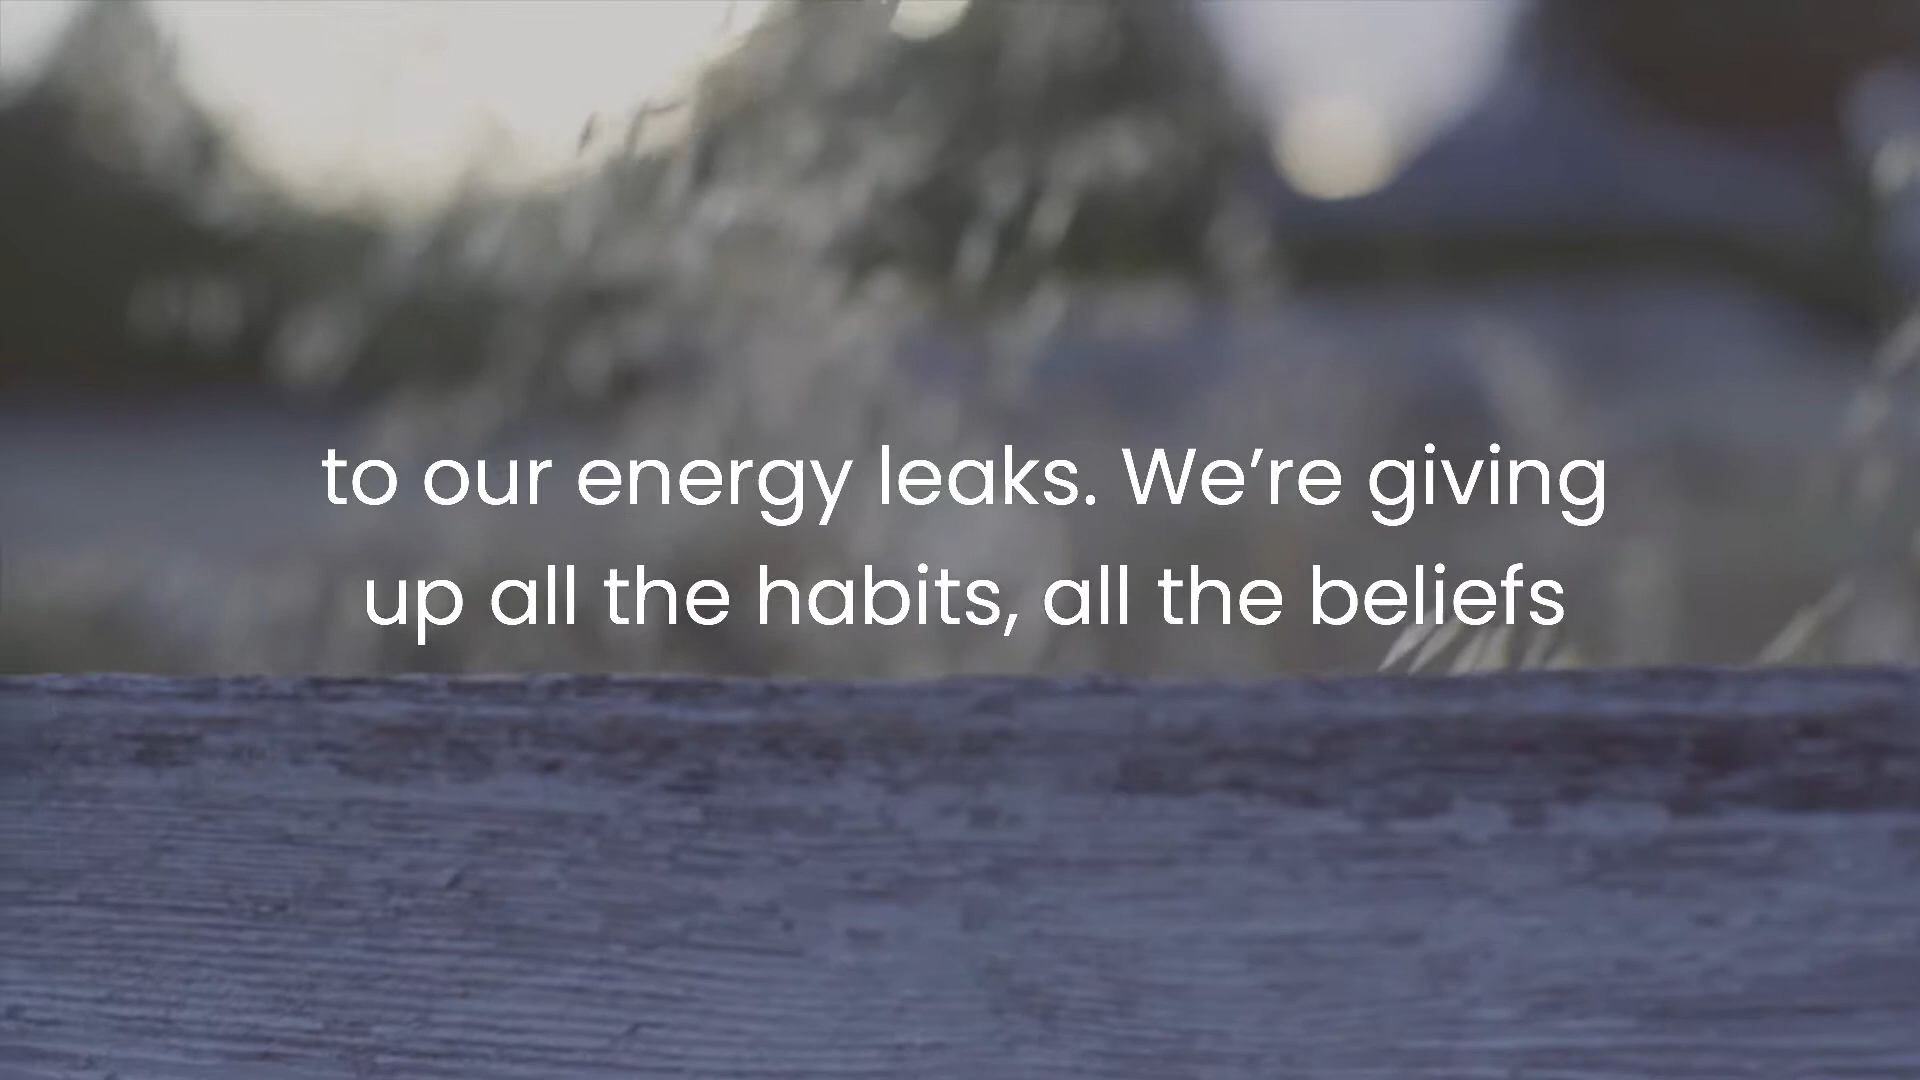 to our energy leaks. We’re giving
up all the habits, all the beliefs